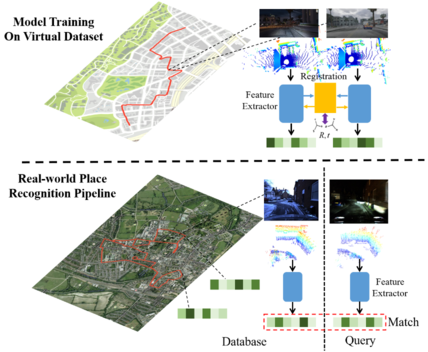 Model Training
On Virtual Dataset
Registration
Feature
Extractor
R, t
Real-world Place
Recognition Pipeline
Feature
Extractor
Match
Database
Query